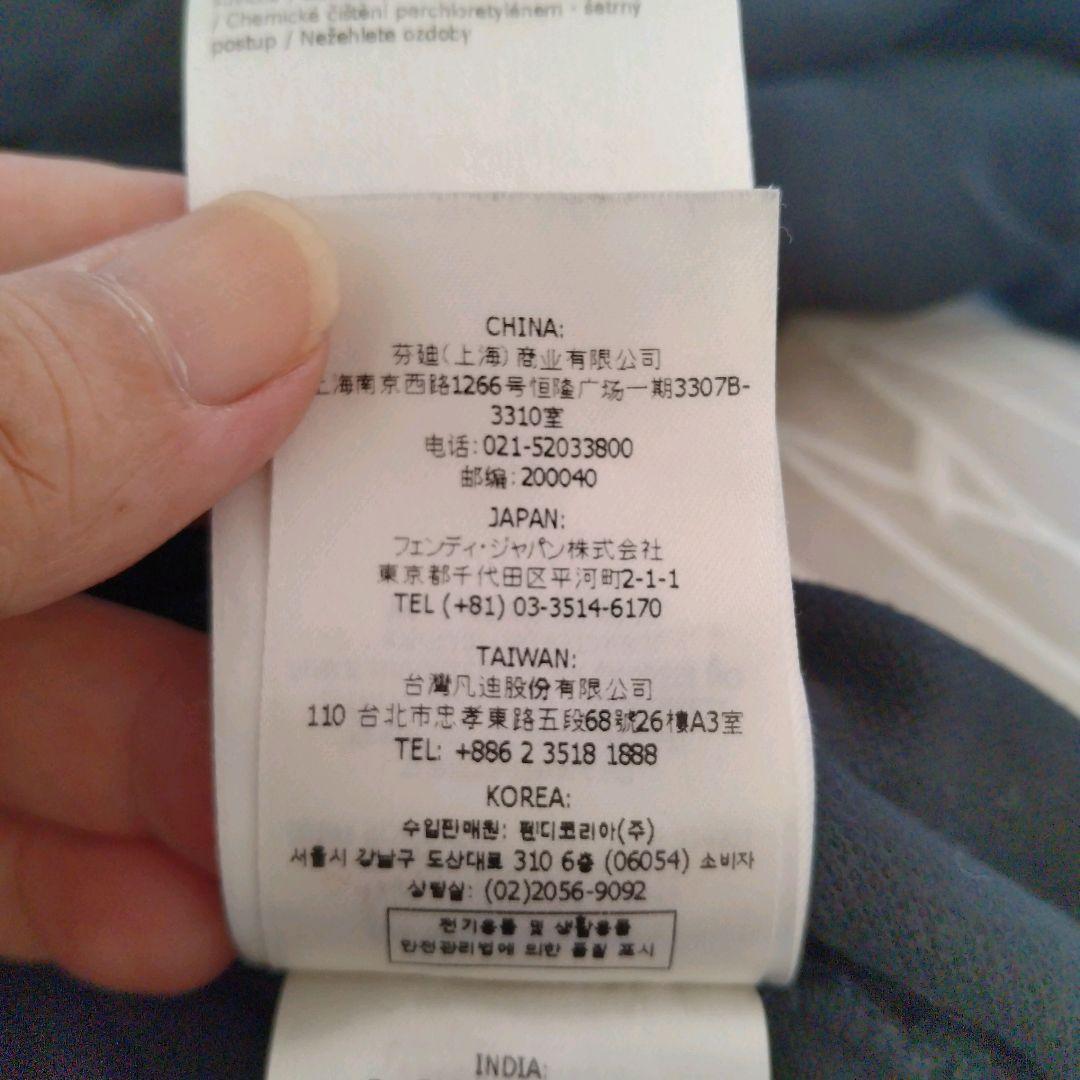 / Chemické čištění perchloretylénem - šetrný
postup / Nežehlete ozdoby
CHINA:
芬迪(上海)商业有限公司
上海南京西路1266号恒隆广场一期3307B-
3310室
电话:021-52033800
邮编:200040
JAPAN:
フェンディ・ジャパン株式会社
東京都千代田区平河町2-1-1
TEL (+81) 03-3514-6170
TAIWAN:
台灣凡迪股份有限公司
110 台北市忠孝東路五段68號26樓A3室
TEL: +886 2 3518 1888
KOREA:
수입판매원: 펜디코리아(주)
서울시 강남구 도산대로 310 6층 (06054) 소비자
상담실: (02)2056-9092
전기용품 및 생활용품
안전관리법에 의한 품질 표시
INDIA: